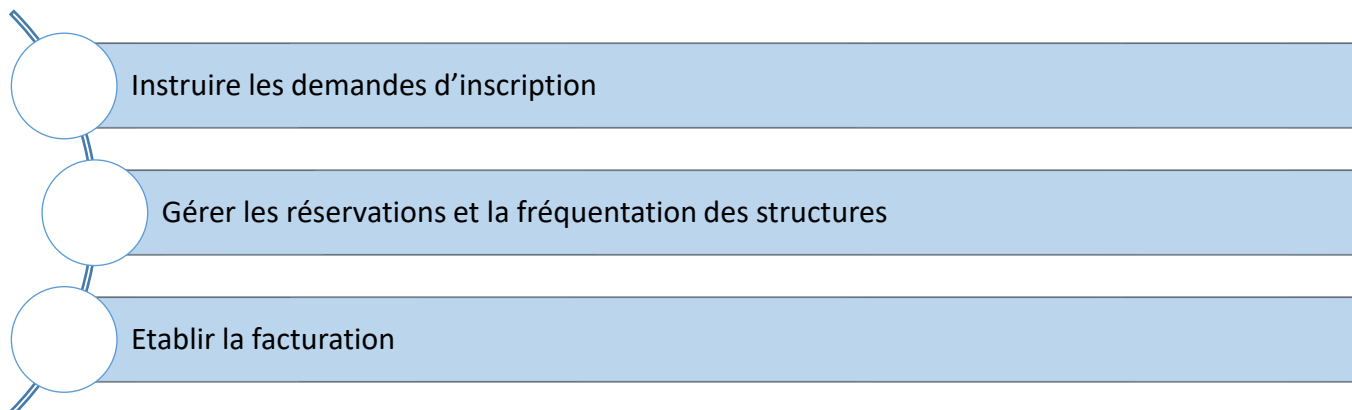 Instruire les demandes d’inscription
Gérer les réservations et la fréquentation des structures
Etablir la facturation